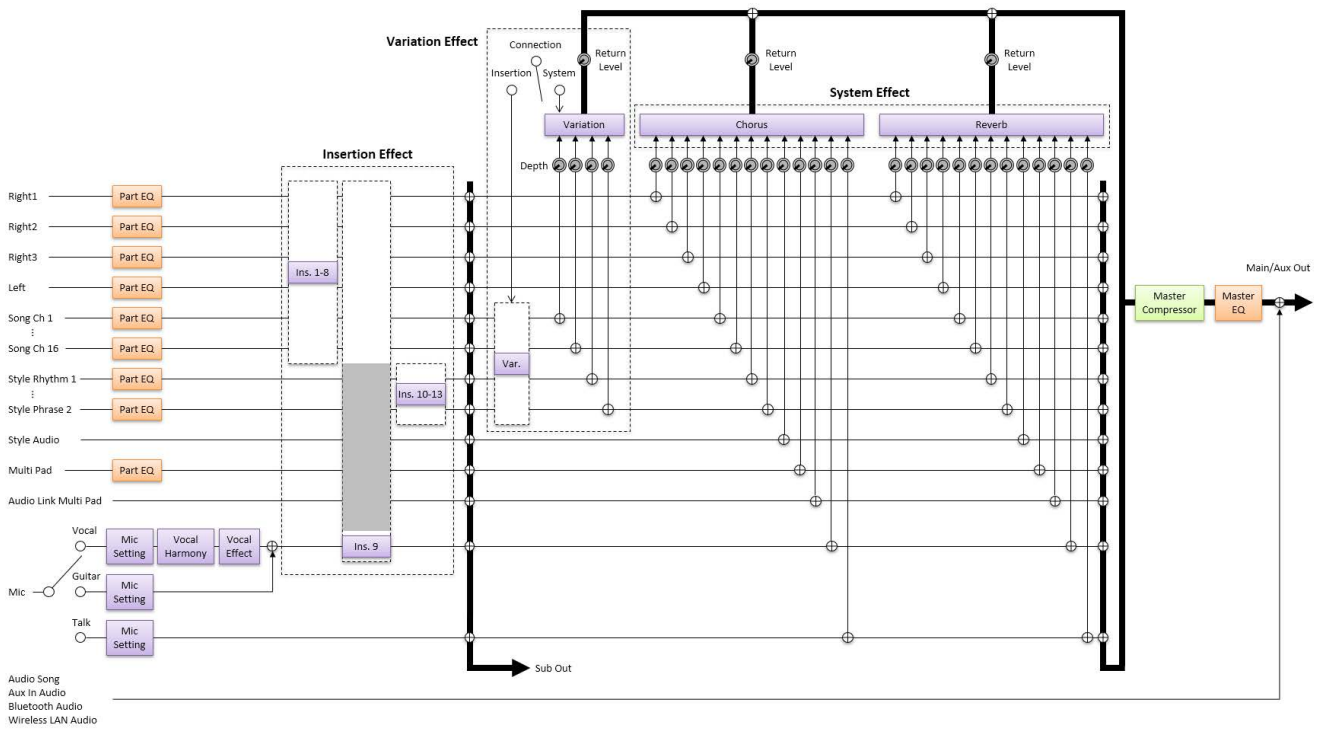 Variation Effect
Connection
Return
Level
Return
Level
Return
Level
Insertion
System
System Effect
Variation
Chorus
Reverb
Insertion Effect
Depth
Right1
Part EQ
Right2
Part EQ
Right3
Part EQ
Ins. 1-8
Left
Part EQ
Main/Aux Out
Master
Compressor
Master
EQ
Song Ch 1
Part EQ
⋮
Song Ch 16
Part EQ
Var.
Style Rhythm 1
Part EQ
⋮
Ins. 10-13
Style Phrase 2
Part EQ
Style Audio
Multi Pad
Part EQ
Audio Link Multi Pad
Vocal
Mic
Setting
Vocal
Harmony
Vocal
Effect
Ins. 9
Guitar
Mic
Mic
Setting
Talk
Mic
Setting
Sub Out
Audio Song
Aux In Audio
Bluetooth Audio
Wireless LAN Audio